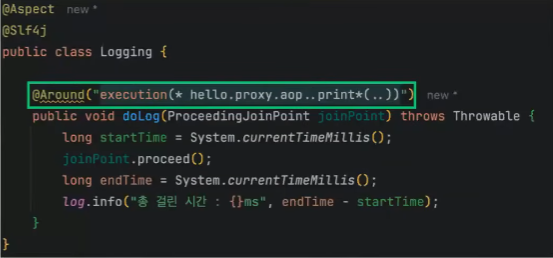 @Aspect new *
@Slf4j
public class Logging {
@Around("execution(* hello.proxy.aop..print*(..))") new *
public void doLog(ProceedingJoinPoint joinPoint) throws Throwable {
long startTime = System.currentTimeMillis();
joinPoint.proceed();
long endTime = System.currentTimeMillis();
log.info("총 걸린 시간 : {}ms", endTime - startTime);
}
}